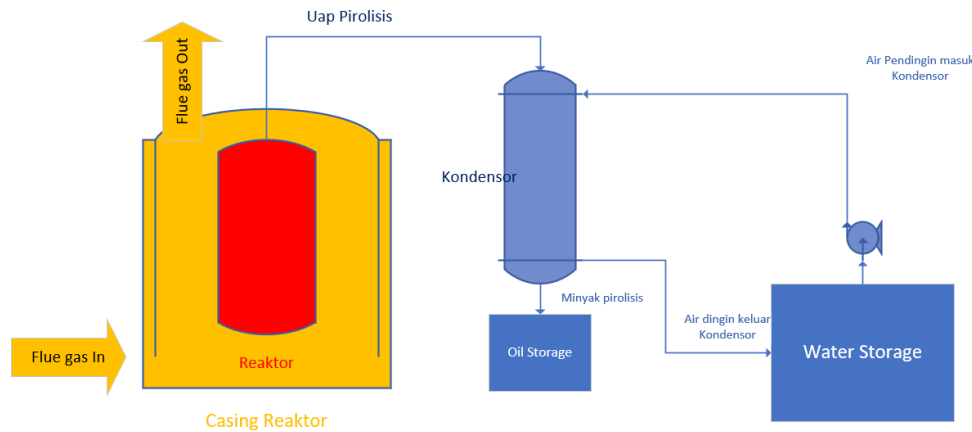 Uap Pirolisis
Flue gas Out
Air Pendingin masuk
Kondensor
Kondensor
Minyak pirolisis
Air dingin keluar
Kondensor
Oil Storage
Water Storage
Flue gas In
Reaktor
Casing Reaktor